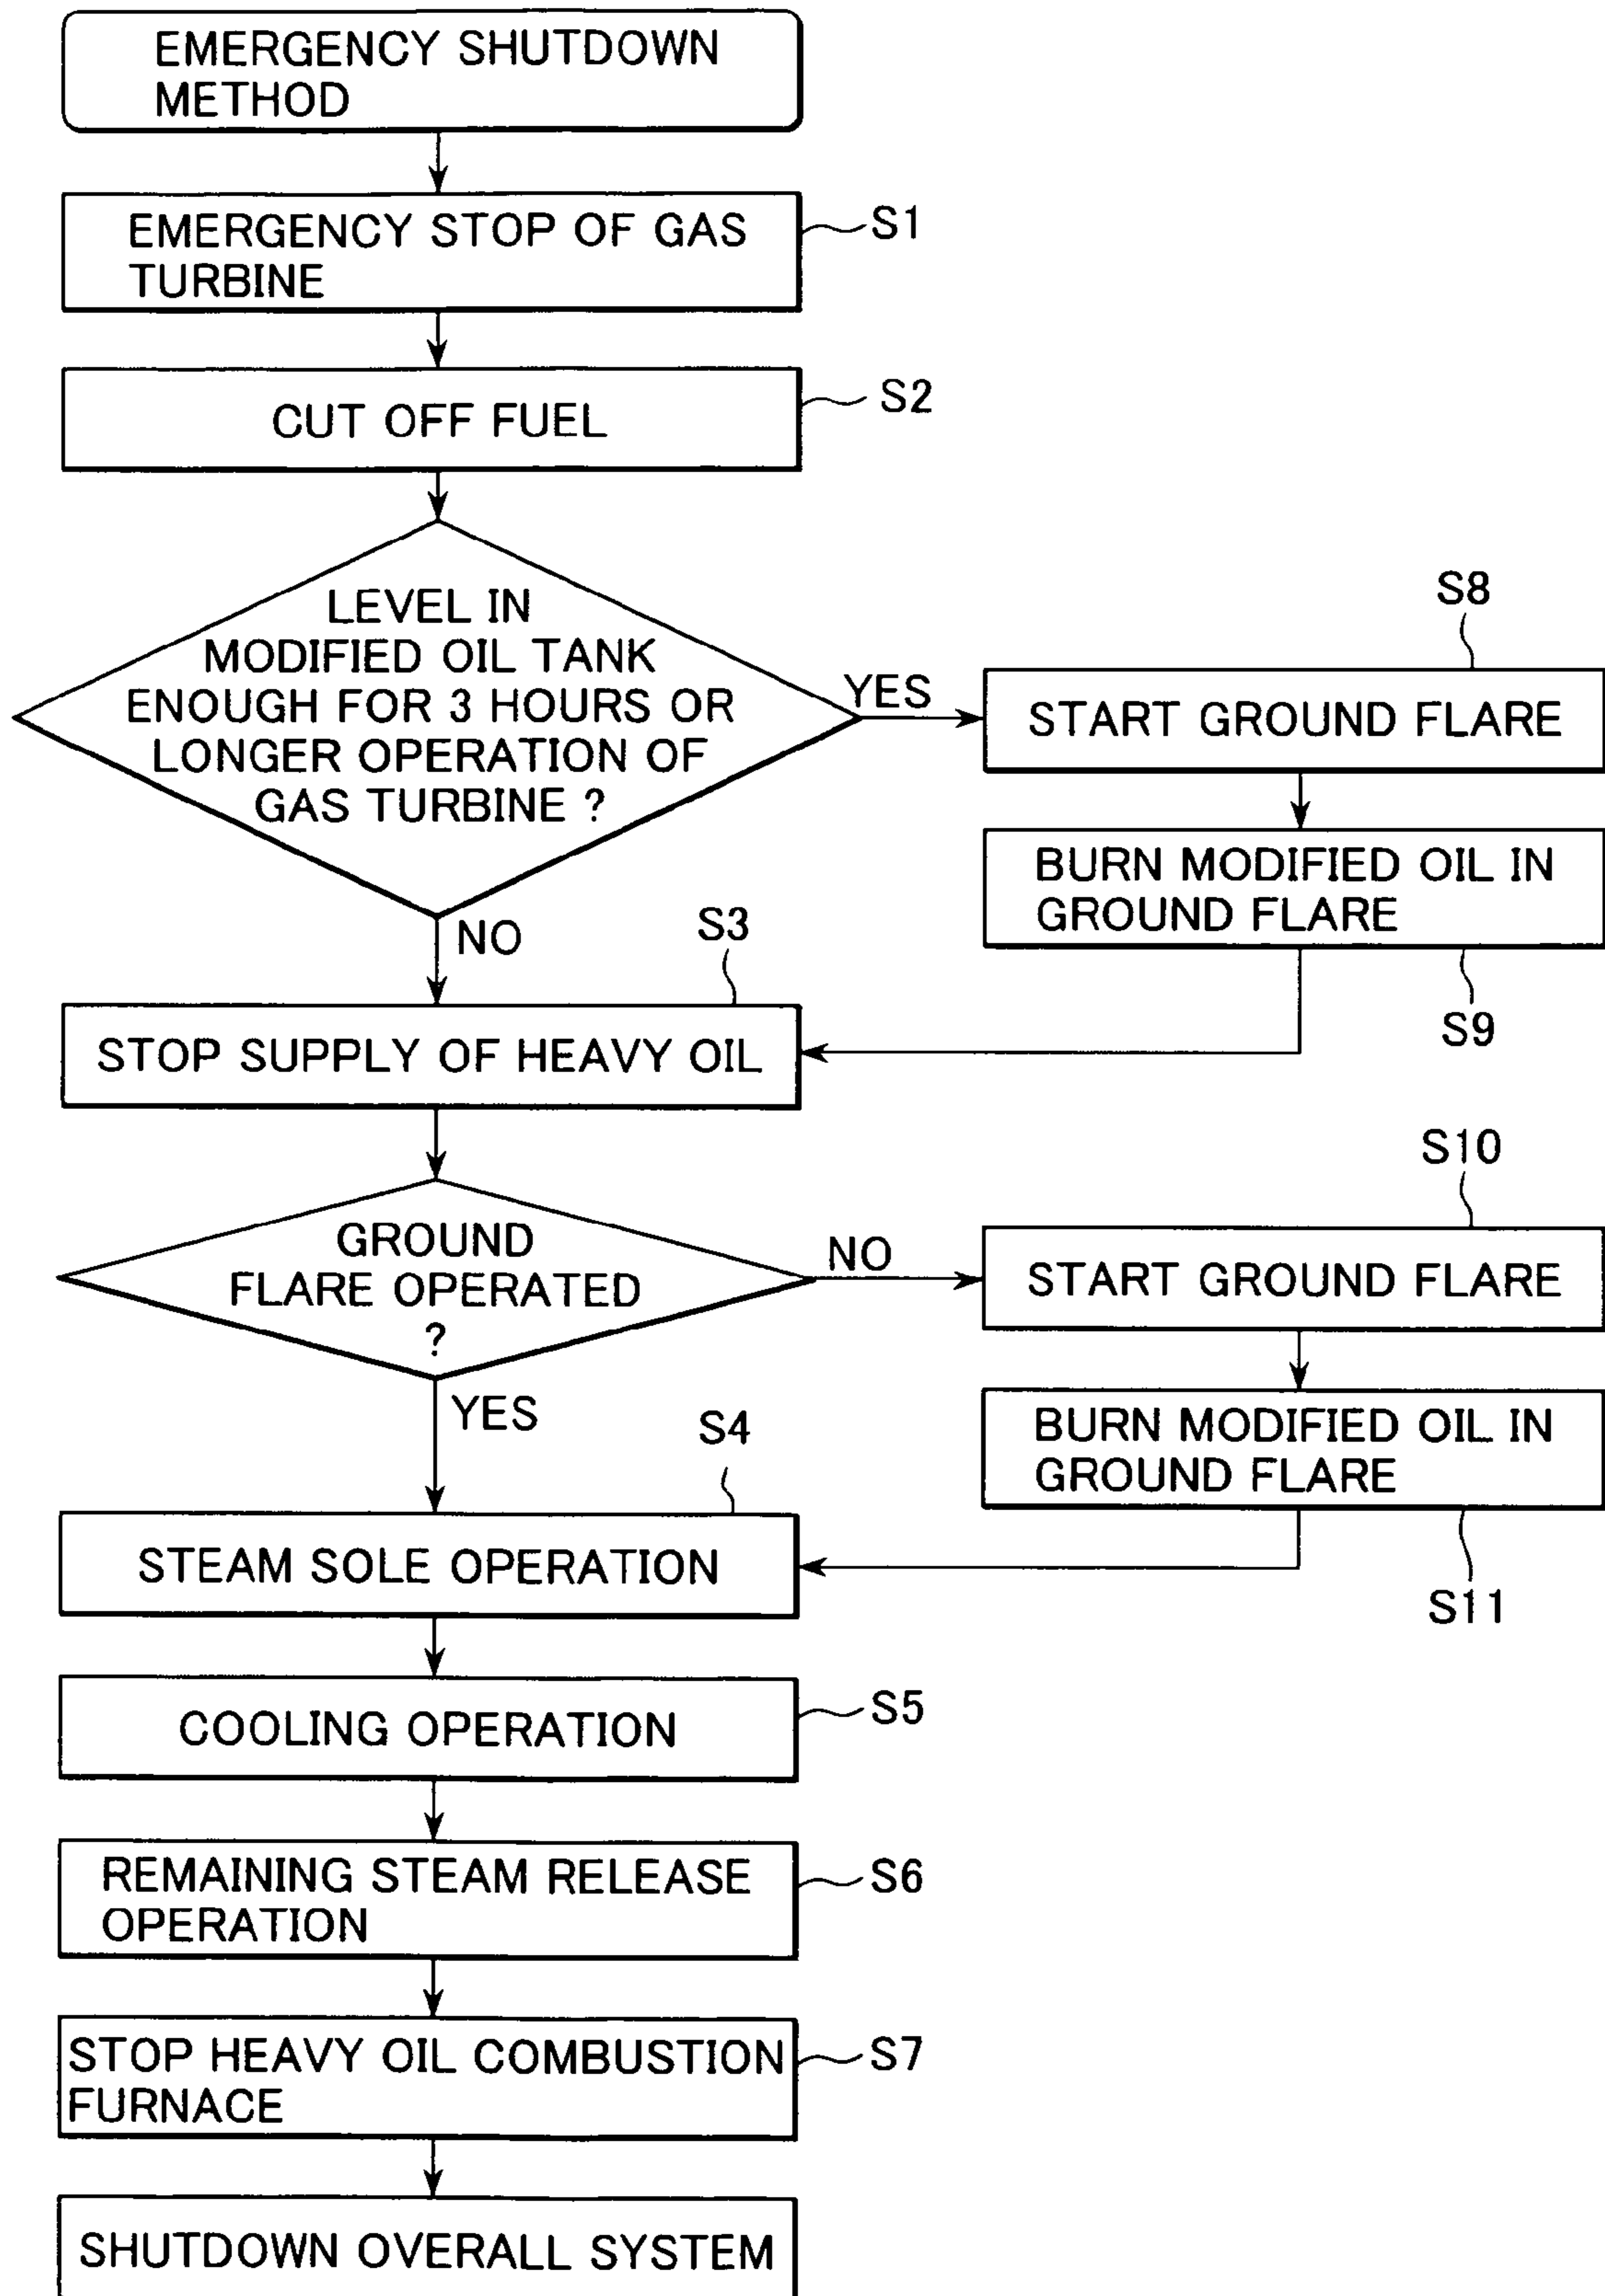 EMERGENCY SHUTDOWN
METHOD
EMERGENCY STOP OF GAS
TURBINE
S1
CUT OFF FUEL
S2
LEVEL IN
MODIFIED OIL TANK
ENOUGH FOR 3 HOURS OR
LONGER OPERATION OF
GAS TURBINE ?
YES
NO
S8
START GROUND FLARE
BURN MODIFIED OIL IN
GROUND FLARE
S9
S3
STOP SUPPLY OF HEAVY OIL
GROUND
FLARE OPERATED
?
NO
YES
S10
START GROUND FLARE
BURN MODIFIED OIL IN
GROUND FLARE
S11
S4
STEAM SOLE OPERATION
COOLING OPERATION
S5
REMAINING STEAM RELEASE
OPERATION
S6
STOP HEAVY OIL COMBUSTION
FURNACE
S7
SHUTDOWN OVERALL SYSTEM